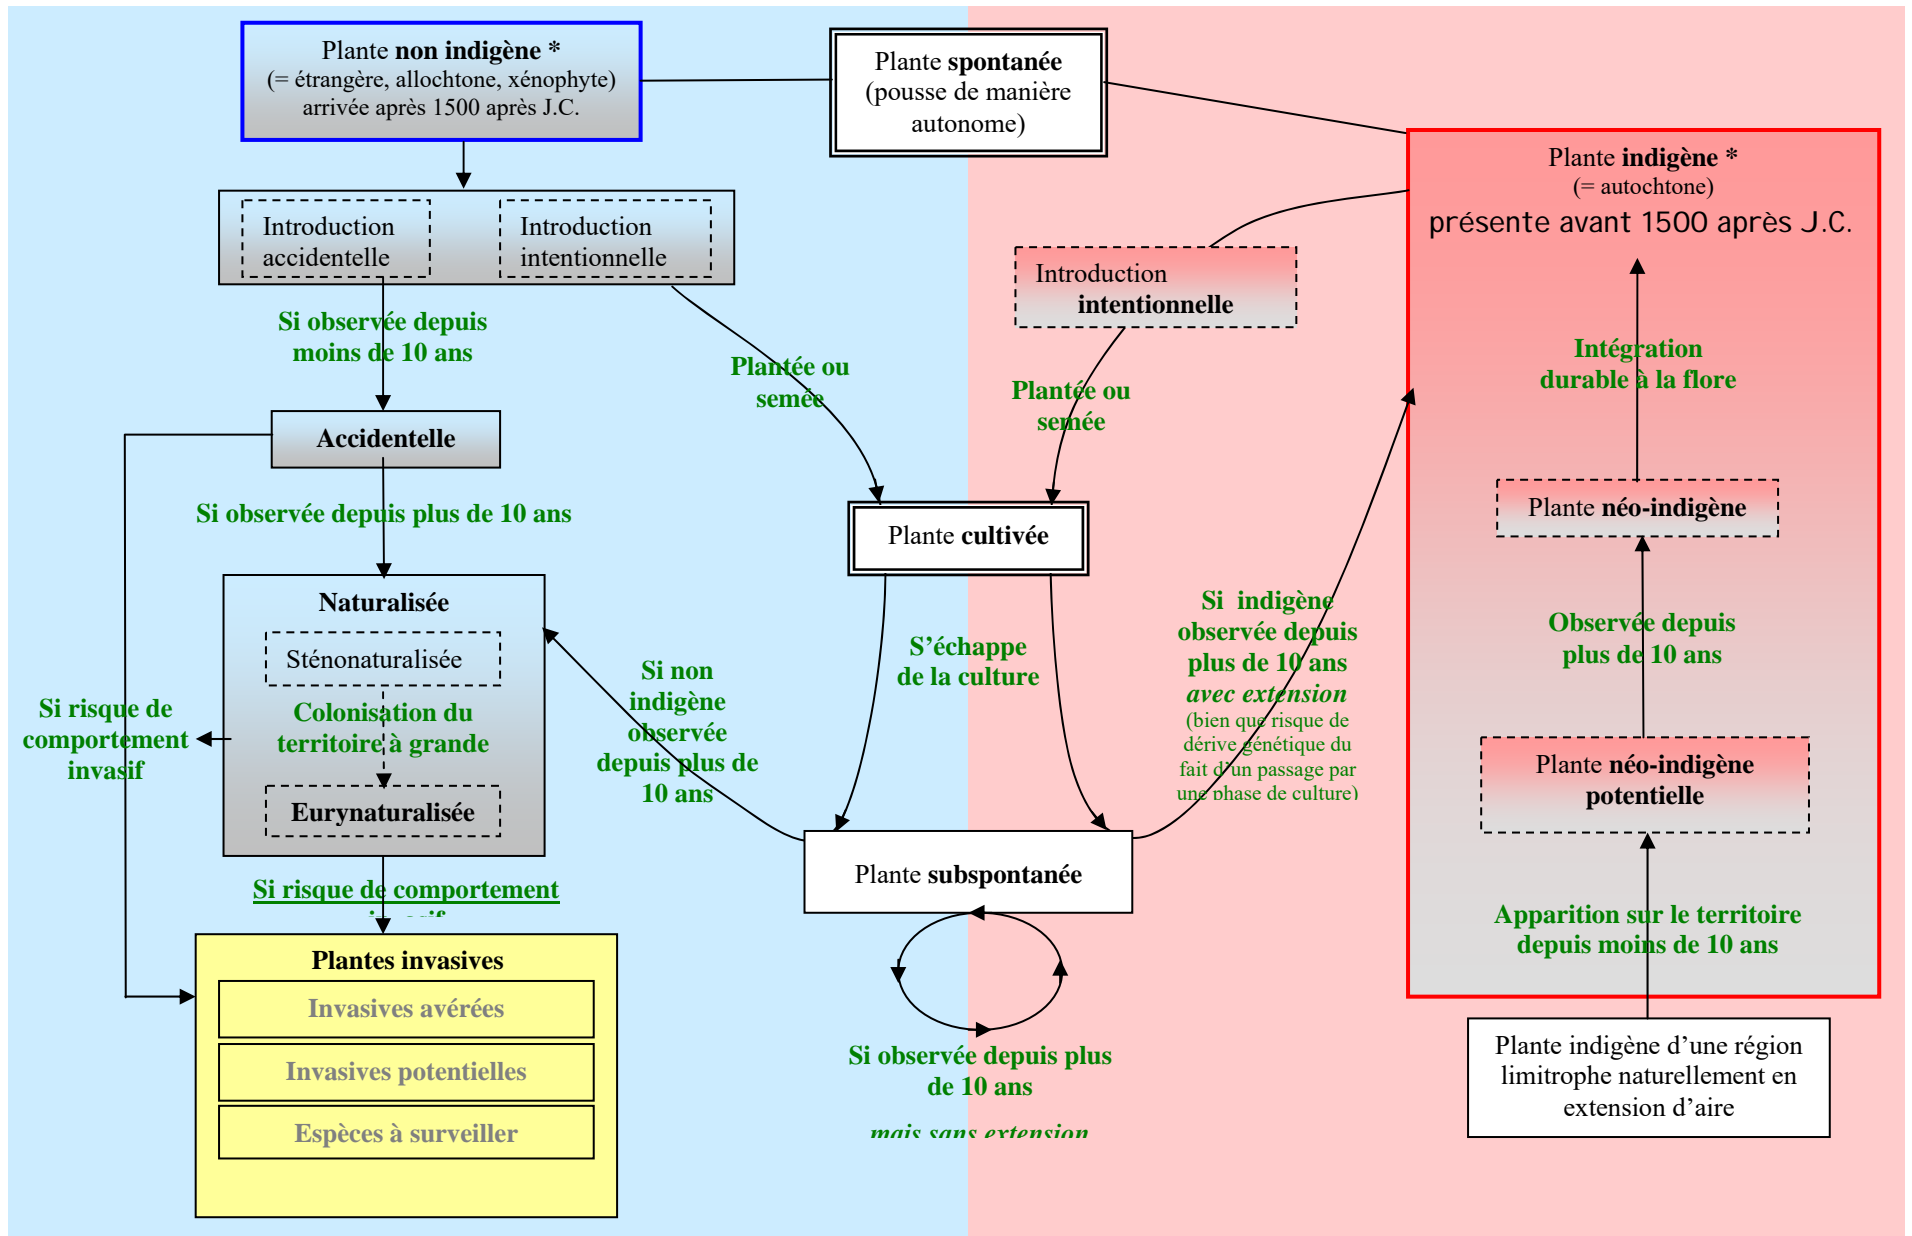 Plante non indigène *
(= étrangère, allochtone, xénophyte)
arrivée après 1500 après J.C.
Plante spontanée
(pousse de manière
autonome)
Plante indigène *
(= autochtone)
présente avant 1500 après J.C.
Introduction
accidentelle
Introduction
intentionnelle
Introduction
intentionnelle
Si observée depuis
moins de 10 ans
Plantée ou
semée
Plantée ou
semée
Intégration
durable à la flore
Accidentelle
Si observée depuis plus de 10 ans
Plante cultivée
Plante néo-indigène
Naturalisée
Sténonaturalisée
Colonisation du
territoire à grande
Eurynaturalisée
Si risque de
comportement
invasif
S’échappe
de la culture
Si non
indigène
observée
depuis plus de
10 ans
Si indigène
observée depuis
plus de 10 ans
avec extension
(bien que risque de
dérive génétique du
fait d’un passage par
une phase de culture)
Observée depuis
plus de 10 ans
Plante néo-indigène
potentielle
Plante subspontanée
Si risque de comportement
invasif
Apparition sur le territoire
depuis moins de 10 ans
Plantes invasives
Invasives avérées
Invasives potentielles
Espèces à surveiller
Si observée depuis plus
de 10 ans
mais sans extension
Plante indigène d’une région
limitrophe naturellement en
extension d’aire